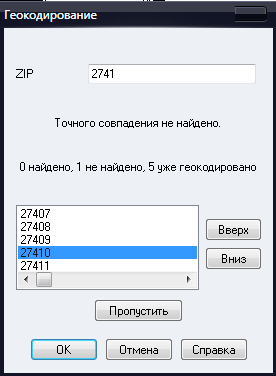 Геокодирование
ZIP 2741
Точного совпадения не найдено.
0 найдено, 1 не найдено, 5 уже геокодировано
27407
27408
27409
27410
27411
Вверх
Вниз
Пропустить
OK Отмена Справка